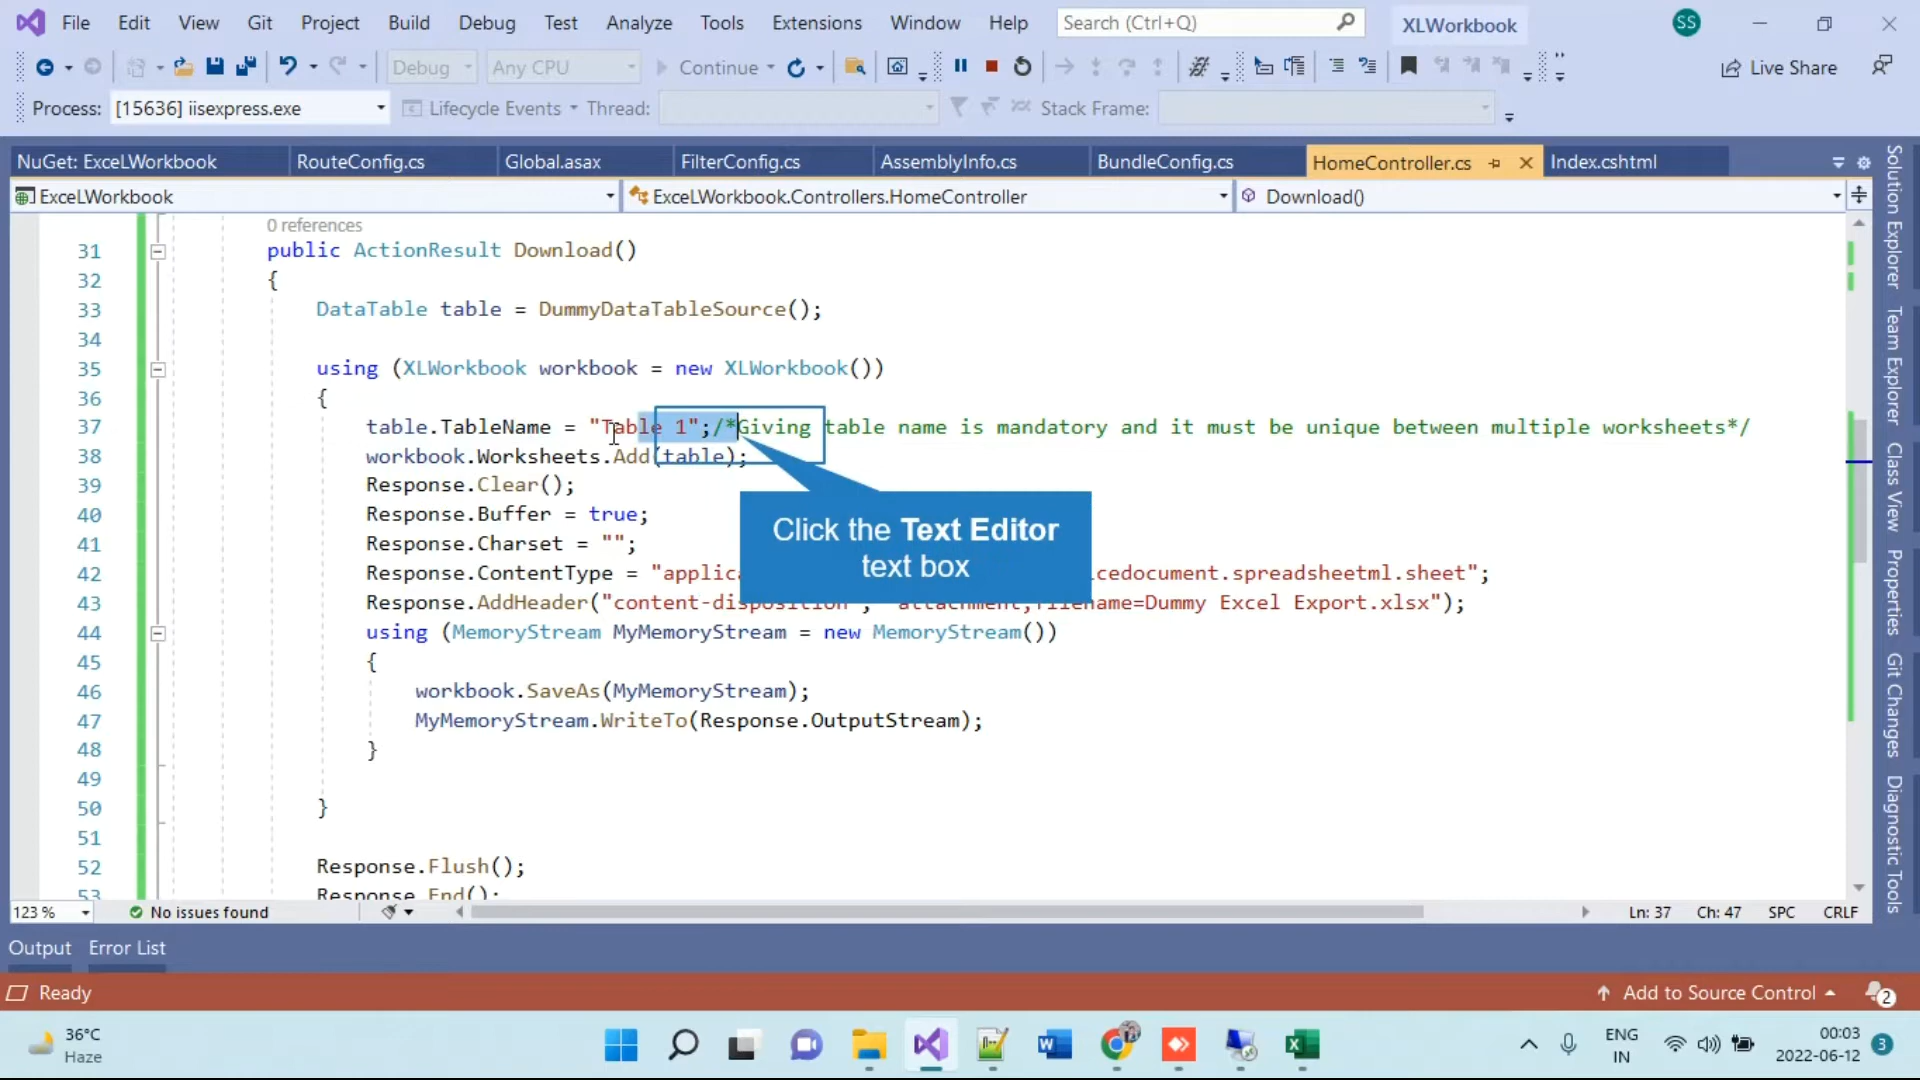 File Edit View Git Project Build Debug Test Analyze Tools Extensions Window Help Search (Ctrl+Q) XLWorkbook SS
Debug Any CPU Continue Live Share
Process: [15636] iisexpress.exe Lifecycle Events Thread: Stack Frame:
NuGet: ExceLWorkbook RouteConfig.cs Global.asax FilterConfig.cs AssemblyInfo.cs BundleConfig.cs HomeController.cs Index.cshtml
ExceLWorkbook ExceLWorkbook.Controllers.HomeController Download()
0 references
31 public ActionResult Download()
32 {
33 DataTable table = DummyDataTableSource();
34
35 using (XLWorkbook workbook = new XLWorkbook())
36 {
37 table.TableName = "Table 1";/*Giving table name is mandatory and it must be unique between multiple worksheets*/
38 workbook.Worksheets.Add(table);
39 Response.Clear();
40 Response.Buffer = true;
41 Response.Charset = "";
42 Response.ContentType = "applic cedocument.spreadsheetml.sheet";
43 Response.AddHeader("content-disposition", "attachment;filename=Dummy Excel Export.xlsx");
44 using (MemoryStream MyMemoryStream = new MemoryStream())
45 {
46 workbook.SaveAs(MyMemoryStream);
47 MyMemoryStream.WriteTo(Response.OutputStream);
48 }
49
50 }
51
52 Response.Flush();
53 Response.End();
Click the Text Editor
text box
123 % No issues found Ln: 37 Ch: 47 SPC CRLF
Output Error List
Ready Add to Source Control 2
Solution Explorer
Team Explorer
Class View
Properties
Git Changes
Diagnostic Tools
36°C
Haze
ENG
IN
00:03
2022-06-12
3